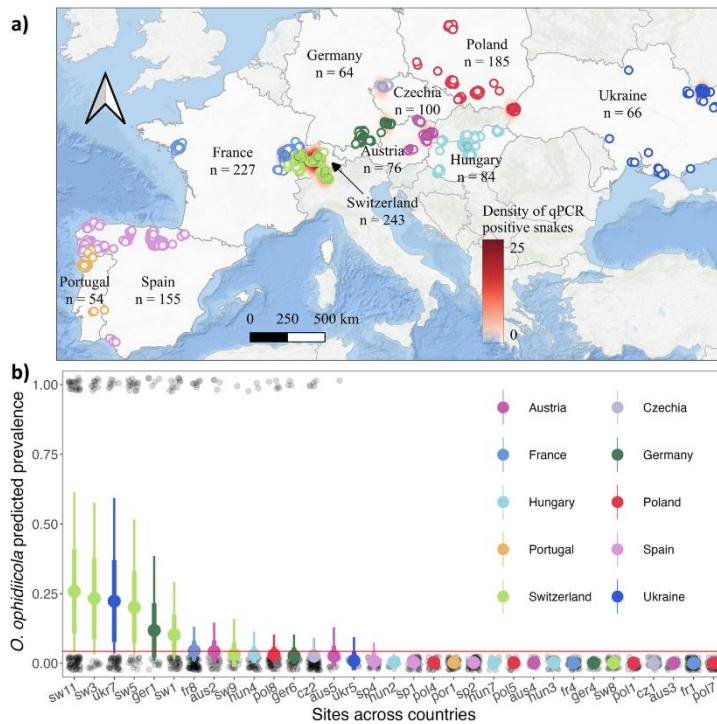 a)
Germany
n = 64
Poland
n = 185
Czechia
n = 100
Ukraine
n = 66
France
n = 227
Austria
n = 76
Hungary
n = 84
Switzerland
n = 243
Portugal
n = 54
Spain
n = 155
0 250 500 km
Density of qPCR
positive snakes
25
0
b)
O. ophidiicola predicted prevalence
1.00
0.75
0.50
0.25
0.00
Austria Czechia
France Germany
Hungary Poland
Portugal Spain
Switzerland Ukraine
sw11 sw3 ukr7 sw5 ger1 sw1 fr8 aus2 sw9 hun4 pol8 ger6 cz2 aus5 ukr5 sp4 hun2 sp1 pol4 por1 sp2 hun7 pol5 aus4 hun3 fr4 ger4 sw8 pol1 cz1 aus3 fr1 pol7
Sites across countries